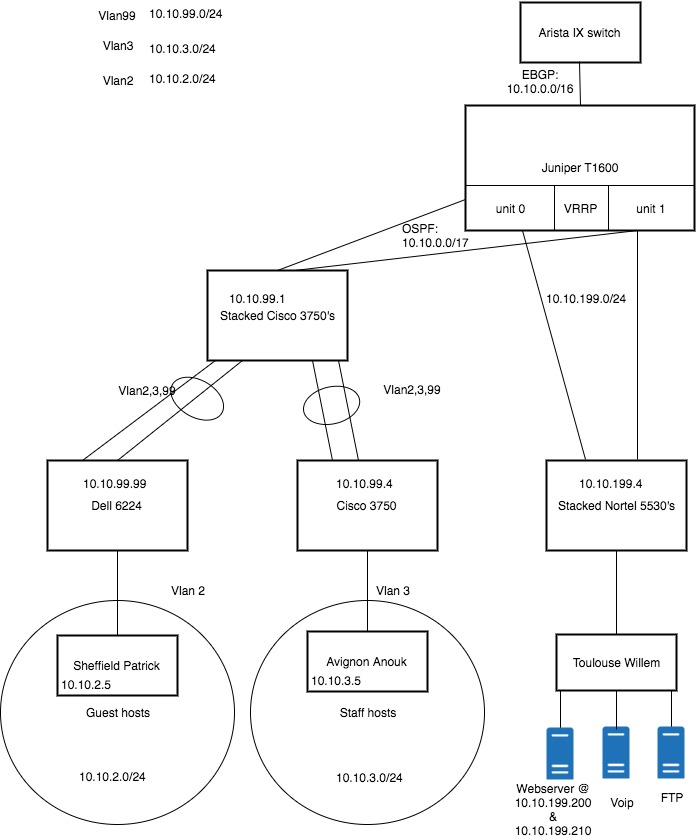 Vlan99 10.10.99.0/24
Vlan3 10.10.3.0/24
Vlan2 10.10.2.0/24
Arista IX switch
EBGP:
10.10.0.0/16
Juniper T1600
unit 0 VRRP unit 1
OSPF:
10.10.0.0/17
10.10.99.1
Stacked Cisco 3750's
10.10.199.0/24
Vlan2,3,99
Vlan2,3,99
10.10.99.99
Dell 6224
10.10.99.4
Cisco 3750
10.10.199.4
Stacked Nortel 5530's
Vlan 2
Vlan 3
Sheffield Patrick
10.10.2.5
Guest hosts
10.10.2.0/24
Avignon Anouk
10.10.3.5
Staff hosts
10.10.3.0/24
Toulouse Willem
Webserver @
10.10.199.200
&
10.10.199.210
Voip
FTP